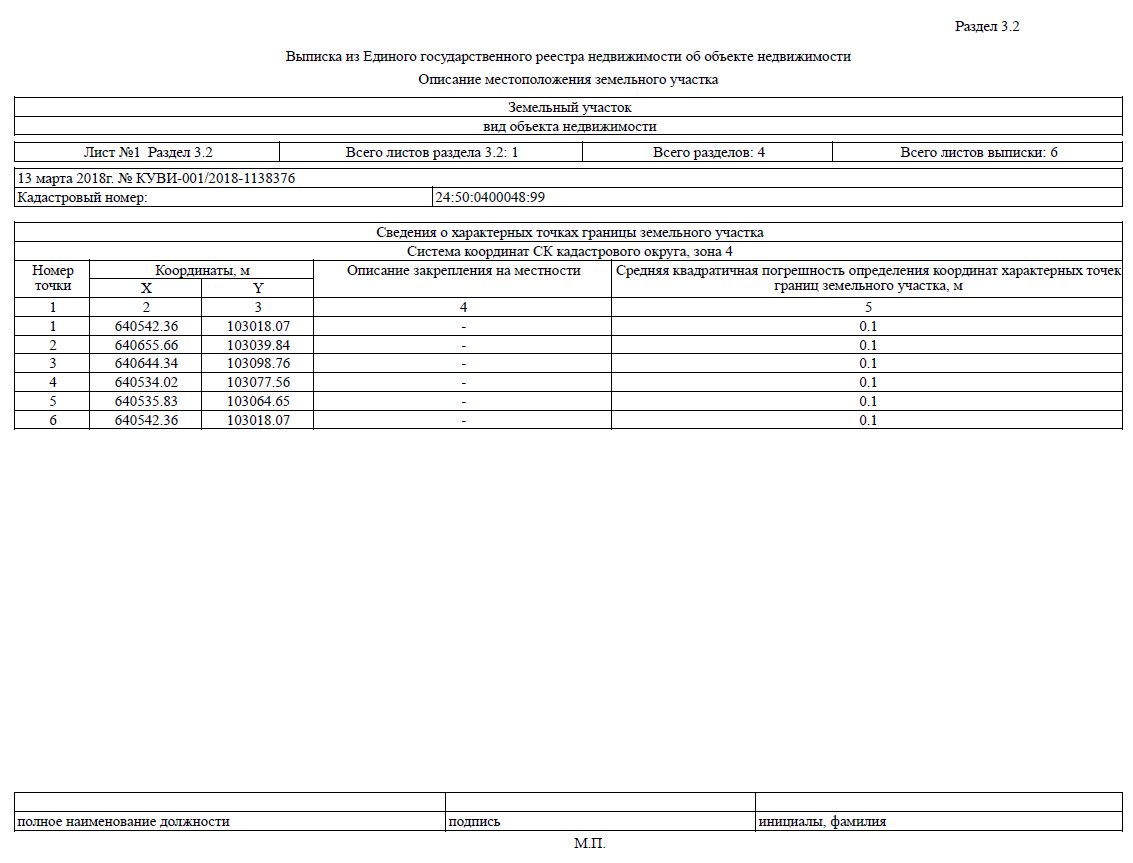 Раздел 3.2
Выписка из Единого государственного реестра недвижимости об объекте недвижимости
Описание местоположения земельного участка
Земельный участок
вид объекта недвижимости
Лист №1 Раздел 3.2 Всего листов раздела 3.2: 1 Всего разделов: 4 Всего листов выписки: 6
13 марта 2018г. № КУВИ-001/2018-1138376
Кадастровый номер: 24:50:0400048:99
Сведения о характерных точках границы земельного участка
Система координат СК кадастрового округа, зона 4
Номер точки Координаты, м Описание закрепления на местности Средняя квадратичная погрешность определения координат характерных точек границ земельного участка, м
X Y
1 2 3 4 5
1 640542.36 103018.07 - 0.1
2 640655.66 103039.84 - 0.1
3 640644.34 103098.76 - 0.1
4 640534.02 103077.56 - 0.1
5 640535.83 103064.65 - 0.1
6 640542.36 103018.07 - 0.1
полное наименование должности подпись инициалы, фамилия
М.П.